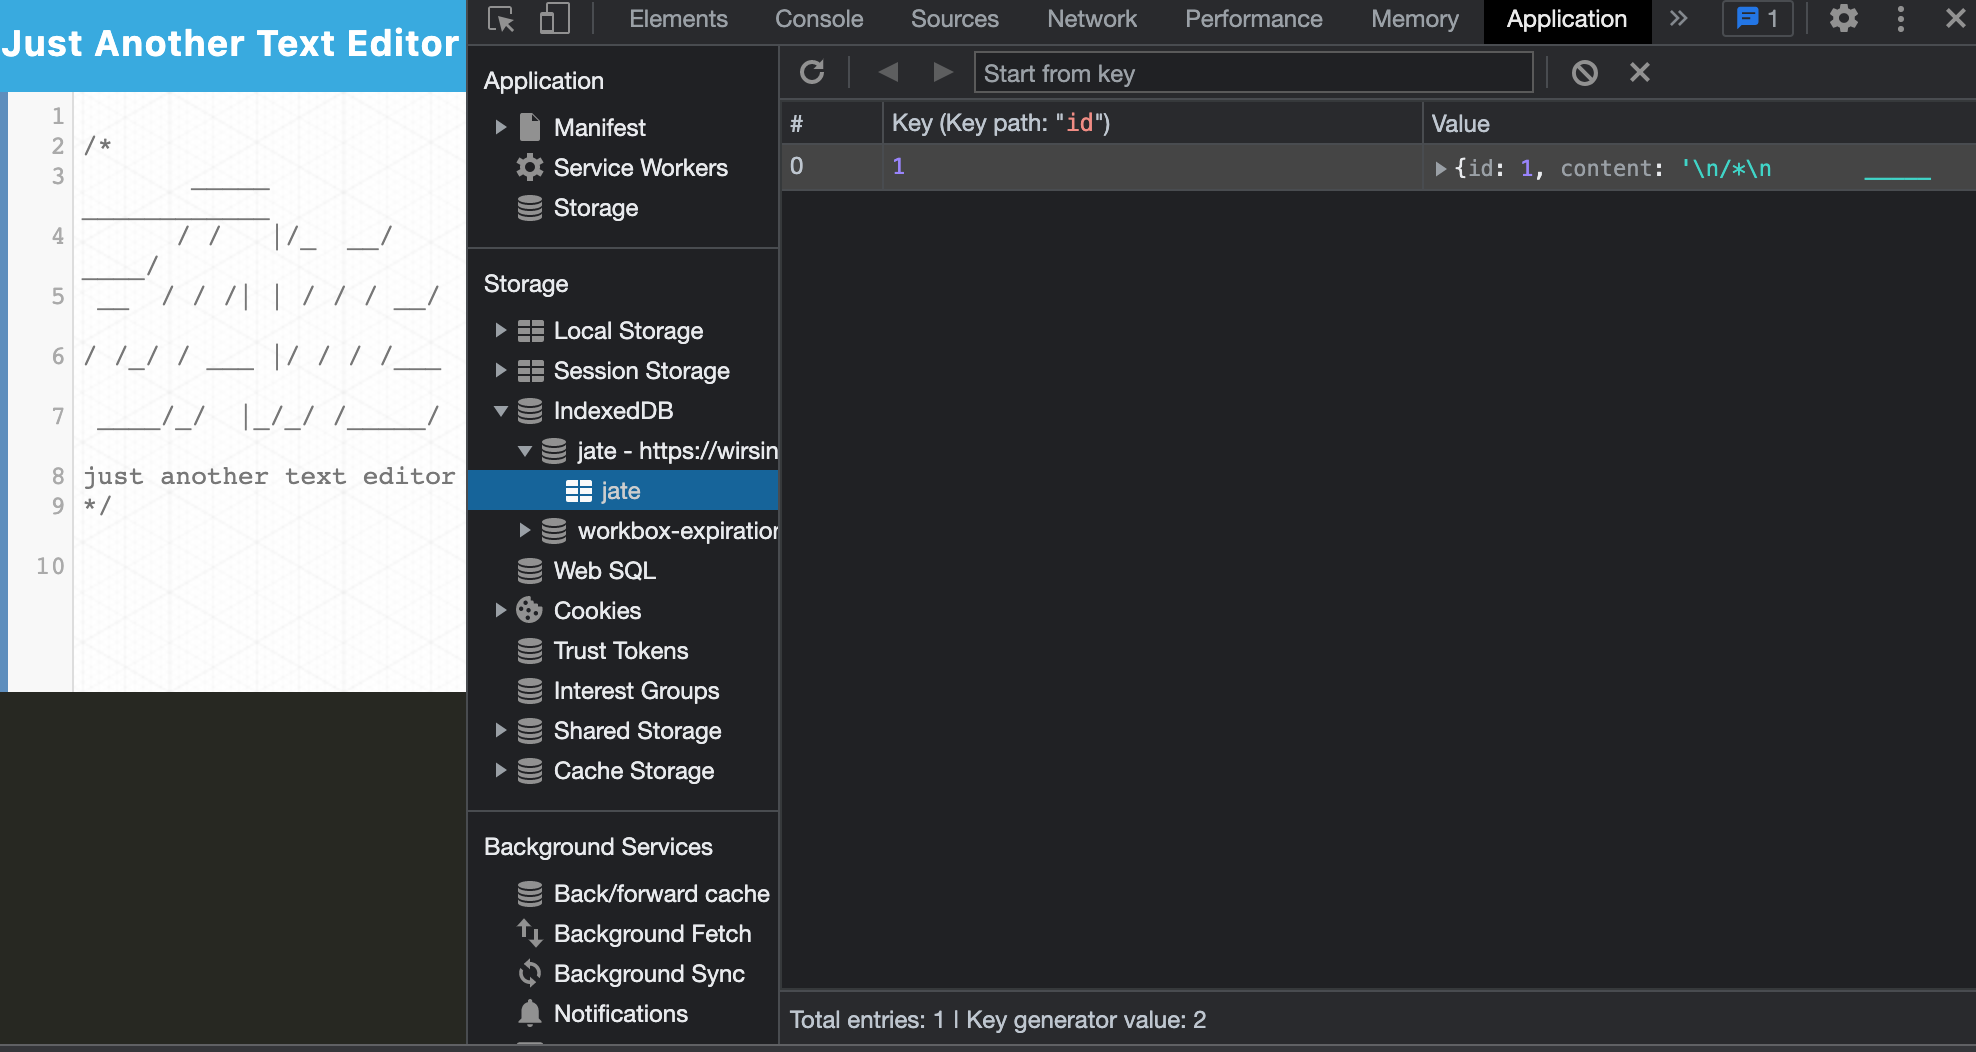 Just Another Text Editor
1
2 /*
3        _____
____________
4       / /    |/_  __/
____/
5  __  / / /| | / / / __/
6 / /_/ / ___ |/ / / /___
7  ____/_/  |_/_/ /_____/
8 just another text editor
9 */
10
Elements Console Sources Network Performance Memory Application » 1
Application
Manifest
Service Workers
Storage
Storage
Local Storage
Session Storage
IndexedDB
jate - https://wirsin
jate
workbox-expiration
Web SQL
Cookies
Trust Tokens
Interest Groups
Shared Storage
Cache Storage
Background Services
Back/forward cache
Background Fetch
Background Sync
Notifications
Start from key
# Key (Key path: "id") Value
0 1 {id: 1, content: '\n/*\n      _____
Total entries: 1 | Key generator value: 2